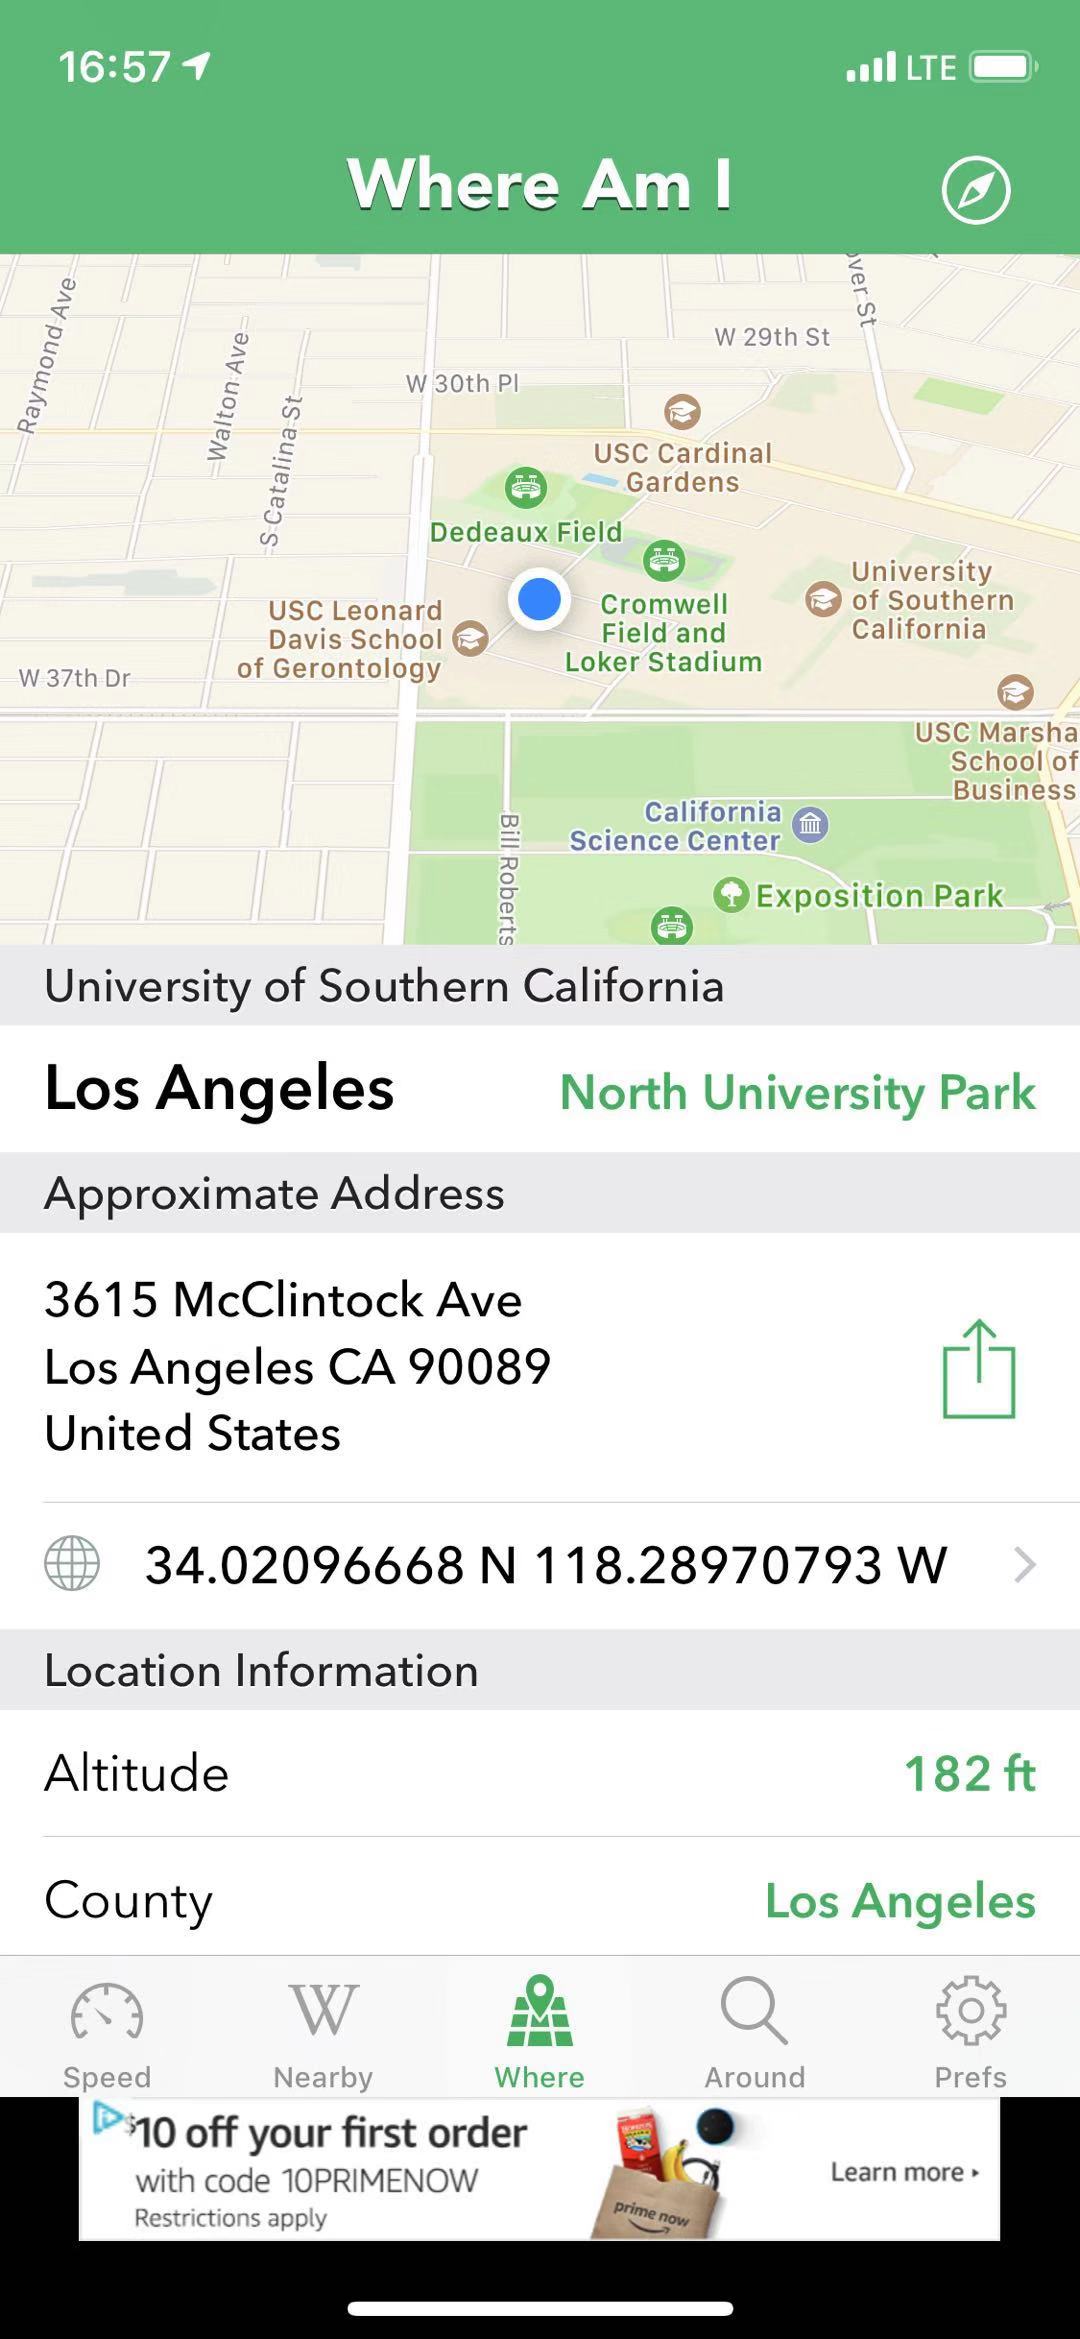 16:57
LTE
Where Am I
Raymond Ave
Walton Ave
S Catalina St
W 29th St
W 30th Pl
USC Cardinal
Gardens
Dedeaux Field
Cromwell
Field and
Loker Stadium
University
of Southern
California
USC Leonard
Davis School
of Gerontology
W 37th Dr
USC Marsha
School of
Business
California
Science Center
Bill Roberts
Exposition Park
University of Southern California
Los Angeles
North University Park
Approximate Address
3615 McClintock Ave
Los Angeles CA 90089
United States
34.02096668 N 118.28970793 W
Location Information
Altitude
182 ft
County
Los Angeles
Speed
W
Nearby
Where
Around
Prefs
$10 off your first order
with code 10PRIMENOW
Restrictions apply
prime now
Learn more